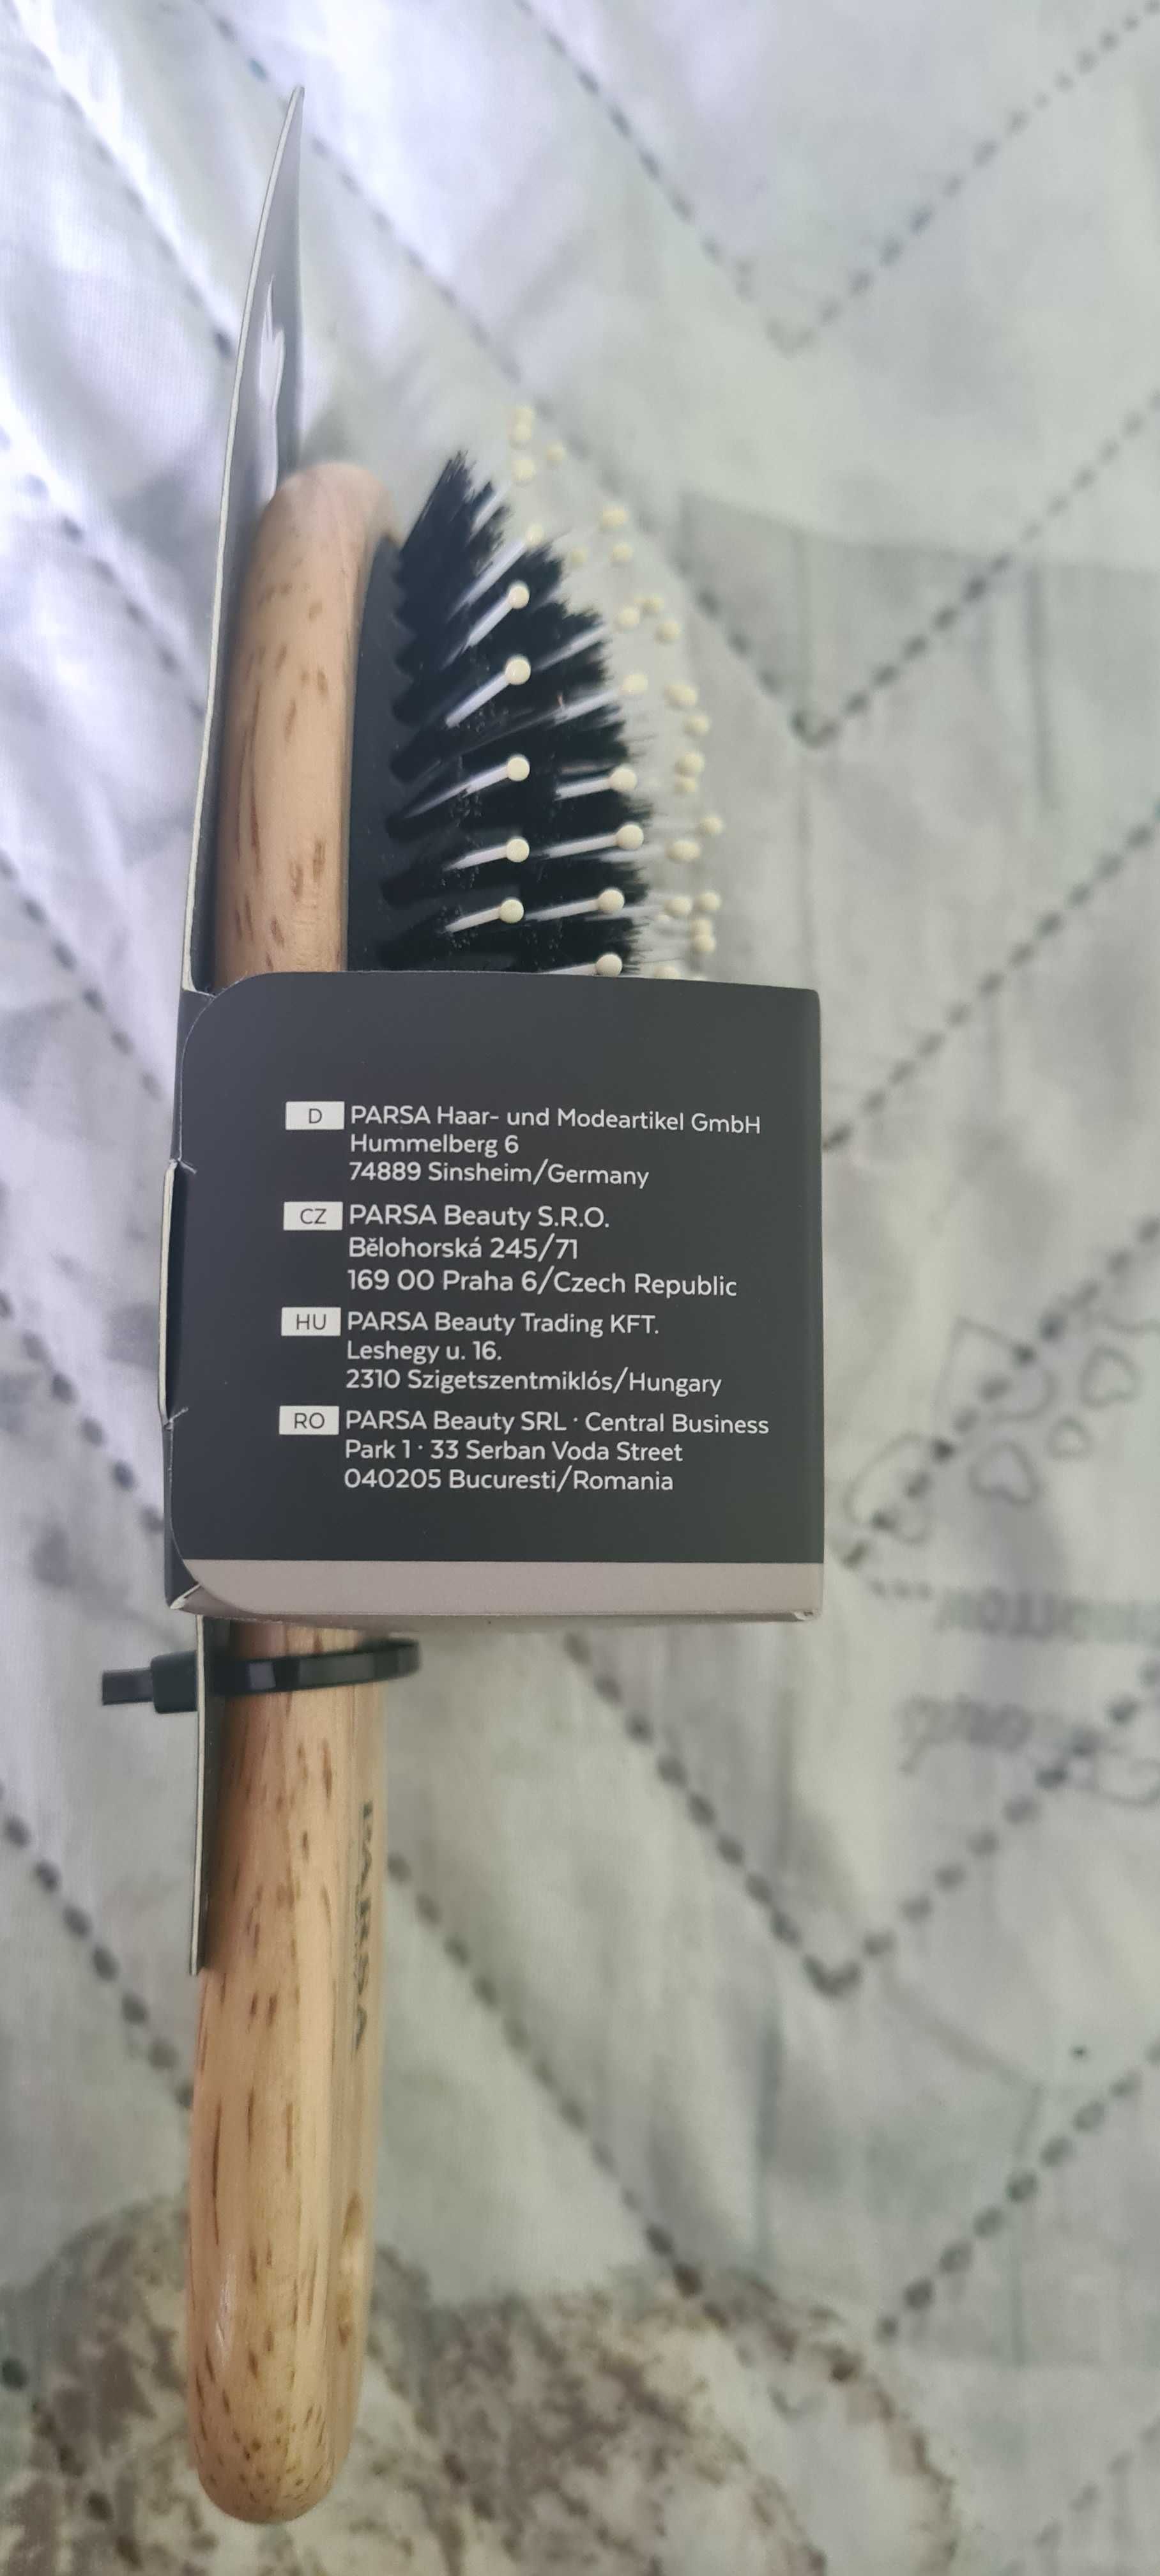 D PARSA Haar- und Modeartikel GmbH
Hummelberg 6
74889 Sinsheim/Germany
CZ PARSA Beauty S.R.O.
Bělohorská 245/71
169 00 Praha 6/Czech Republic
HU PARSA Beauty Trading KFT.
Leshegy u. 16.
2310 Szigetszentmiklós/Hungary
RO PARSA Beauty SRL · Central Business
Park 1 · 33 Serban Voda Street
040205 Bucuresti/Romania
PARSA